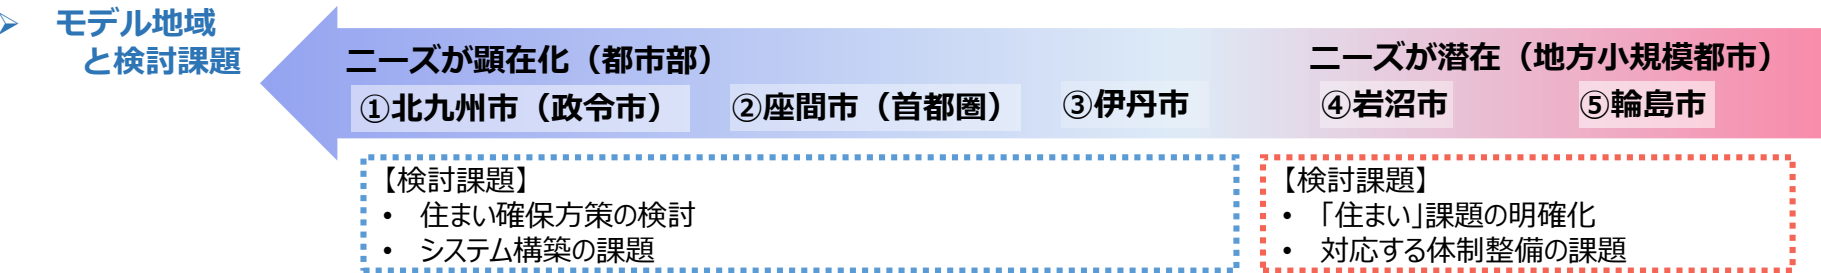 ➢ モデル地域
と検討課題
ニーズが顕在化（都市部）
ニーズが潜在（地方小規模都市）
①北九州市（政令市）
②座間市（首都圏）
③伊丹市
④岩沼市
⑤輪島市
【検討課題】
• 住まい確保方策の検討
• システム構築の課題
【検討課題】
• 「住まい」課題の明確化
• 対応する体制整備の課題